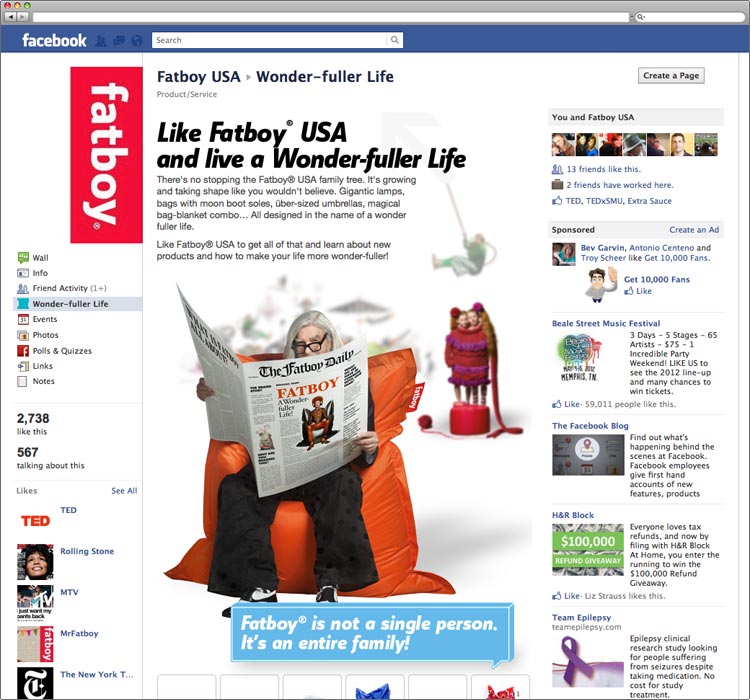 facebook
Search
fatboy®
Wall
Info
Friend Activity (1+)
Wonder-fuller Life
Events
Photos
Polls & Quizzes
Links
Notes
2,738
like this
567
talking about this
Likes
See All
TED
TED
Rolling Stone
MTV
I just want my
pants back
MrFatboy
fatboy
The New York T...
Fatboy USA ▸ Wonder-fuller Life
Product/Service
Like Fatboy® USA
and live a Wonder-fuller Life
There's no stopping the Fatboy® USA family tree. It's growing
and taking shape like you wouldn't believe. Gigantic lamps,
bags with moon boot soles, über-sized umbrellas, magical
bag-blanket combo... All designed in the name of a wonder
fuller life.
Like Fatboy® USA to get all of that and learn about new
products and how to make your life more wonder-fuller!
The Fatboy Daily
FATBOY
A Wonder-
fuller
Life!
fatboy
Fatboy® is not a single person.
It's an entire family!
Create a Page
You and Fatboy USA
13 friends like this.
2 friends have worked here.
TED, TEDxSMU, Extra Sauce
Sponsored
Create an Ad
Bev Garvin, Antonio Centeno and
Troy Scheer like Get 10,000 Fans.
Get 10,000 Fans
Like
Beale Street Music Festival
Beale
Street
MAY 4-6, 2012
MEMPHIS, TN.
3 Days - 5 Stages - 65
Artists - $75 - 1
Incredible Party
Weekend! LIKE US to
see the 2012 line-up
and many chances to
win tickets.
Like · 59,011 people like this.
The Facebook Blog
Find out what's
happening behind the
scenes at Facebook.
Facebook employees
give first hand
accounts of new
features, products
H&R Block
$100,000
REFUND GIVEAWAY
Everyone loves tax
refunds, and now by
filing with H&R Block
At Home, you enter the
running to win the
$100,000 Refund
Giveaway.
Like · Liz Strauss likes this.
Team Epilepsy
teamepilepsy.com
Epilepsy clinical
research study looking
for people suffering
from seizures despite
taking medication. No
cost for study
treatment.